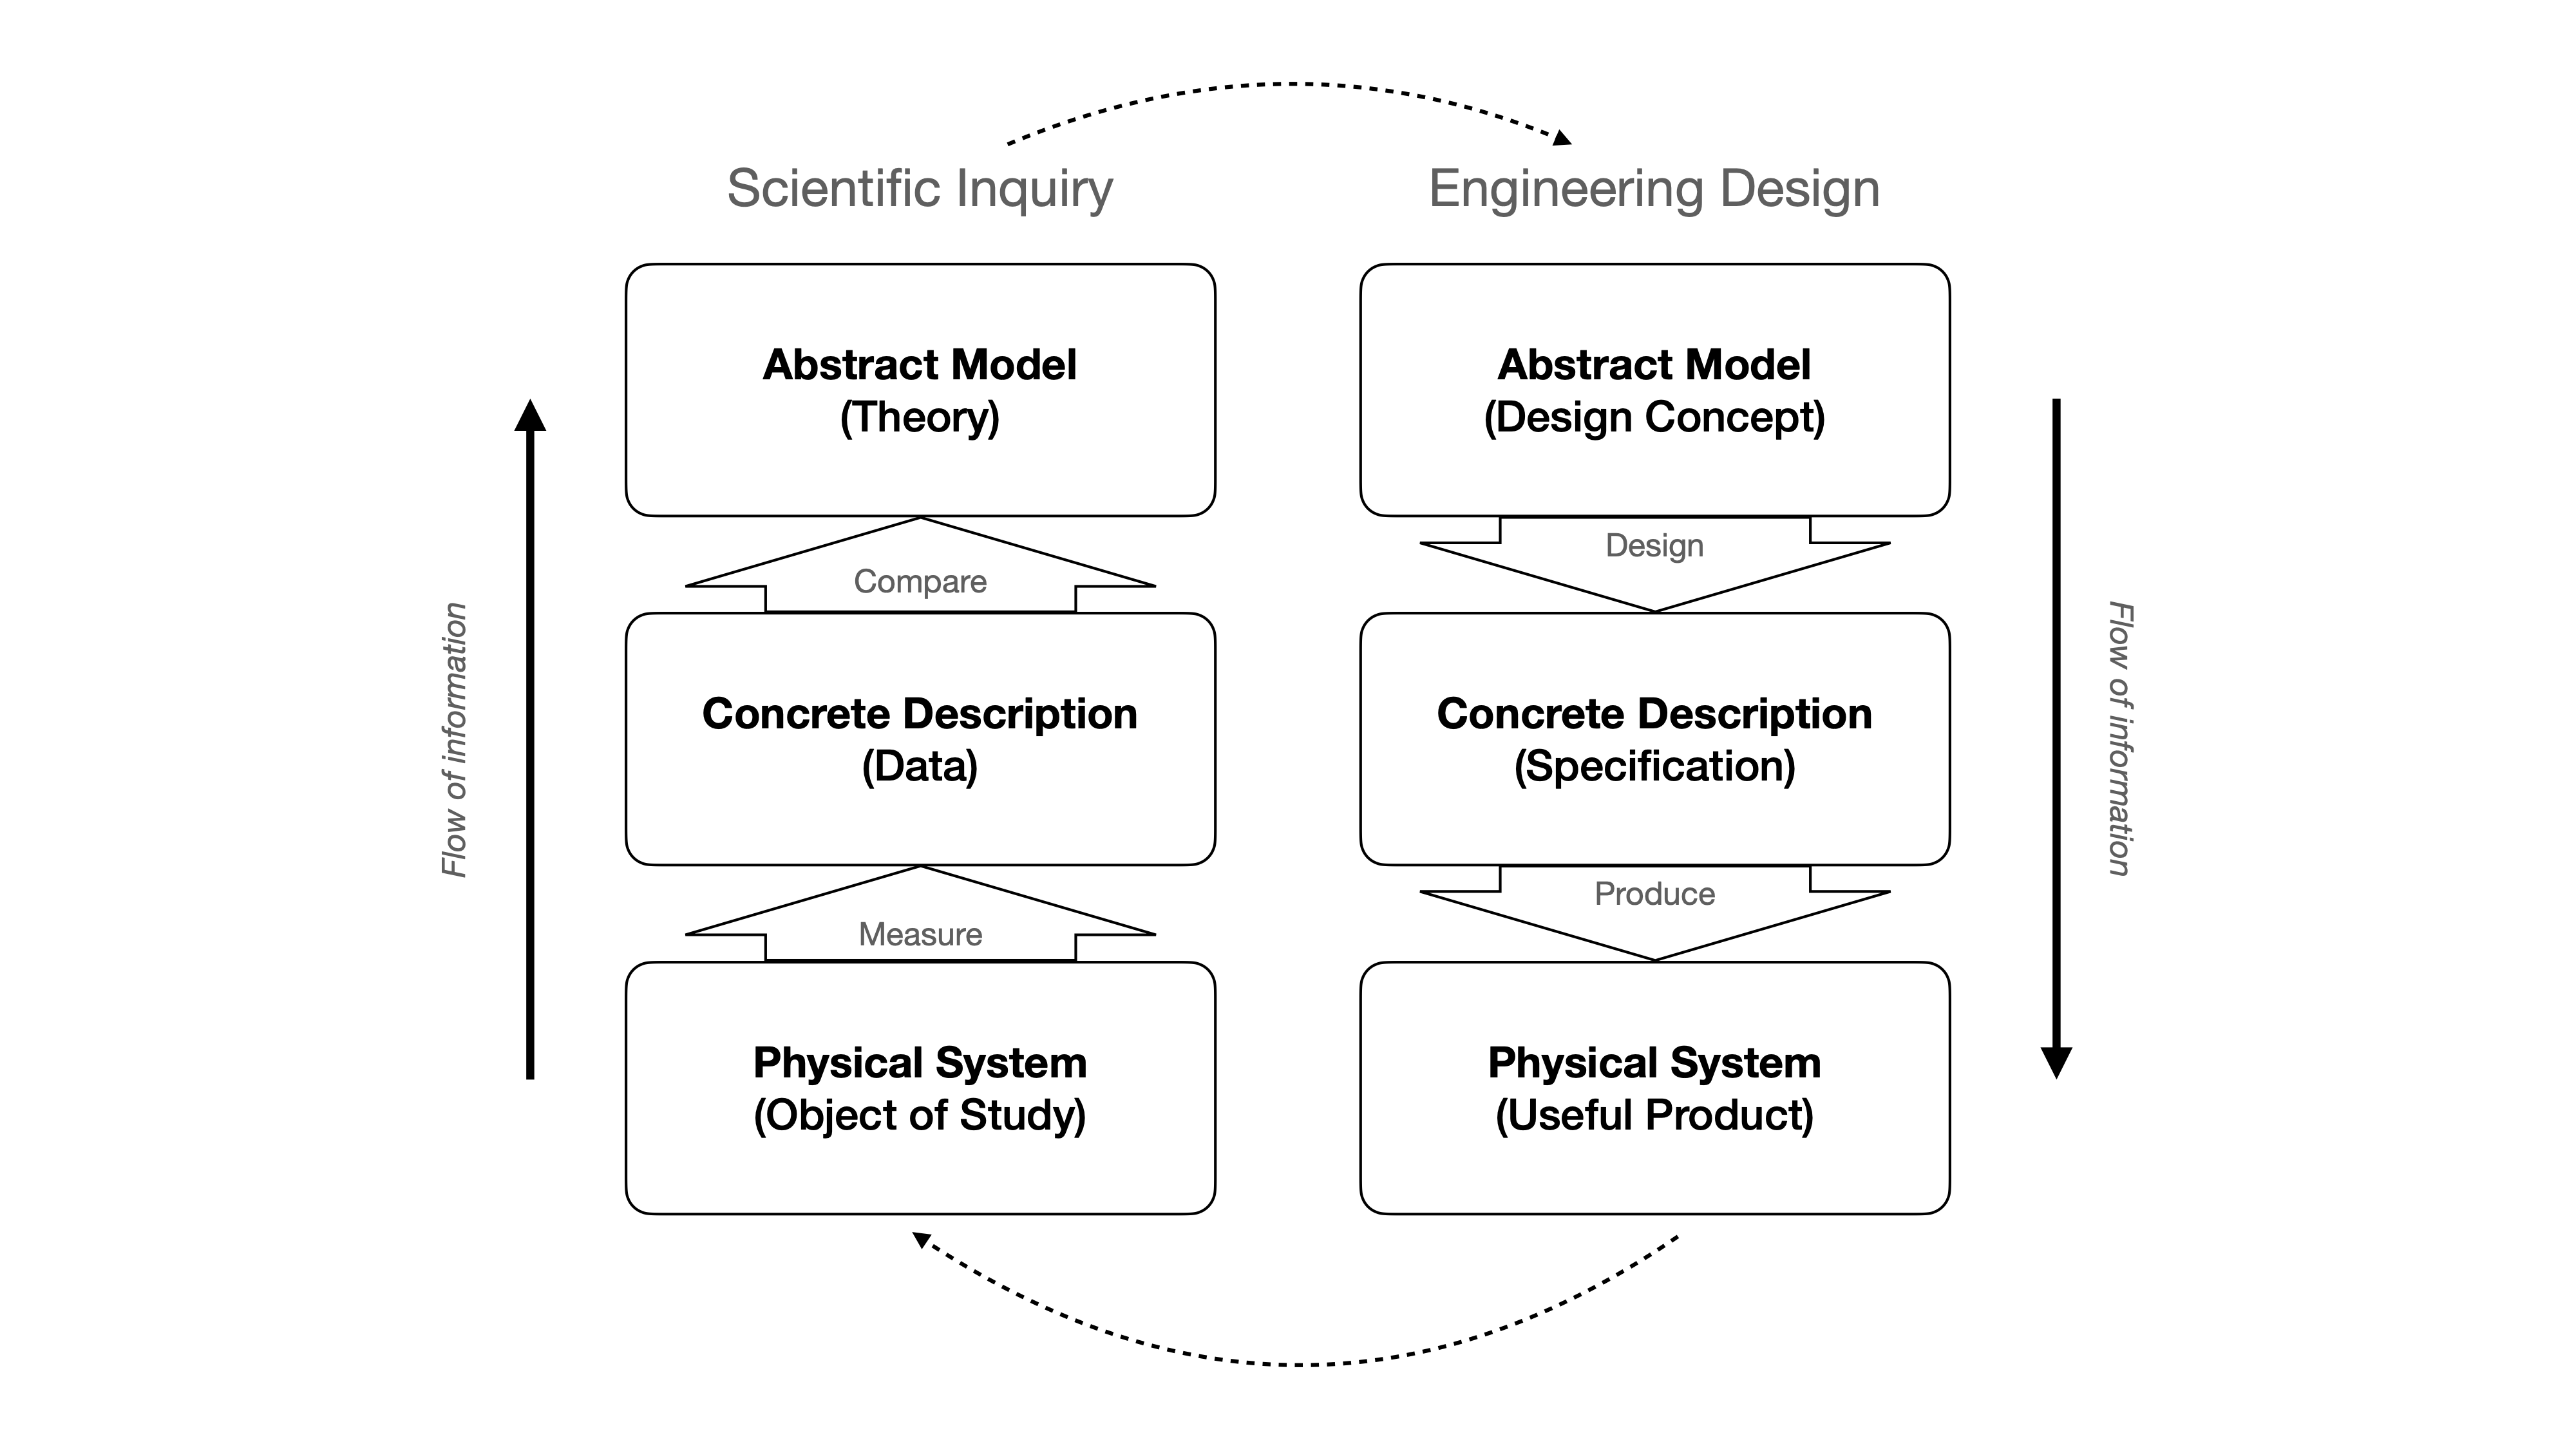 Scientific Inquiry
Engineering Design
Flow of information
Abstract Model
(Theory)
Compare
Concrete Description
(Data)
Measure
Physical System
(Object of Study)
Abstract Model
(Design Concept)
Design
Concrete Description
(Specification)
Produce
Physical System
(Useful Product)
Flow of information